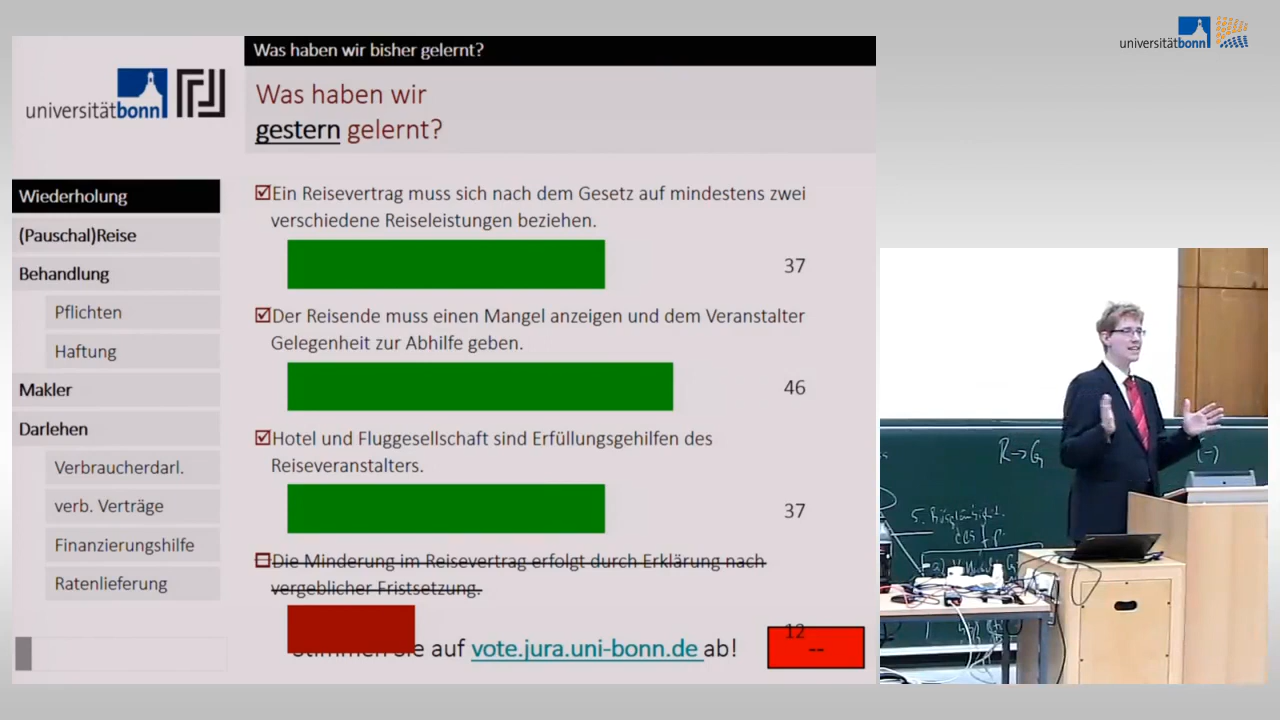 universitätbonn
Was haben wir bisher gelernt?
universitätbonn
Was haben wir
gestern gelernt?
Wiederholung
(Pauschal)Reise
Behandlung
Pflichten
Haftung
Makler
Darlehen
Verbraucherdarl.
verb. Verträge
Finanzierungshilfe
Ratenlieferung
Ein Reisevertrag muss sich nach dem Gesetz auf mindestens zwei
verschiedene Reiseleistungen beziehen.
37
Der Reisende muss einen Mangel anzeigen und dem Veranstalter
Gelegenheit zur Abhilfe geben.
46
Hotel und Fluggesellschaft sind Erfüllungsgehilfen des
Reiseveranstalters.
37
Die Minderung im Reisevertrag erfolgt durch Erklärung nach
vergeblicher Fristsetzung.
12
Stimmen Sie auf vote.jura.uni-bonn.de ab!
--
R→G
(-)
5.